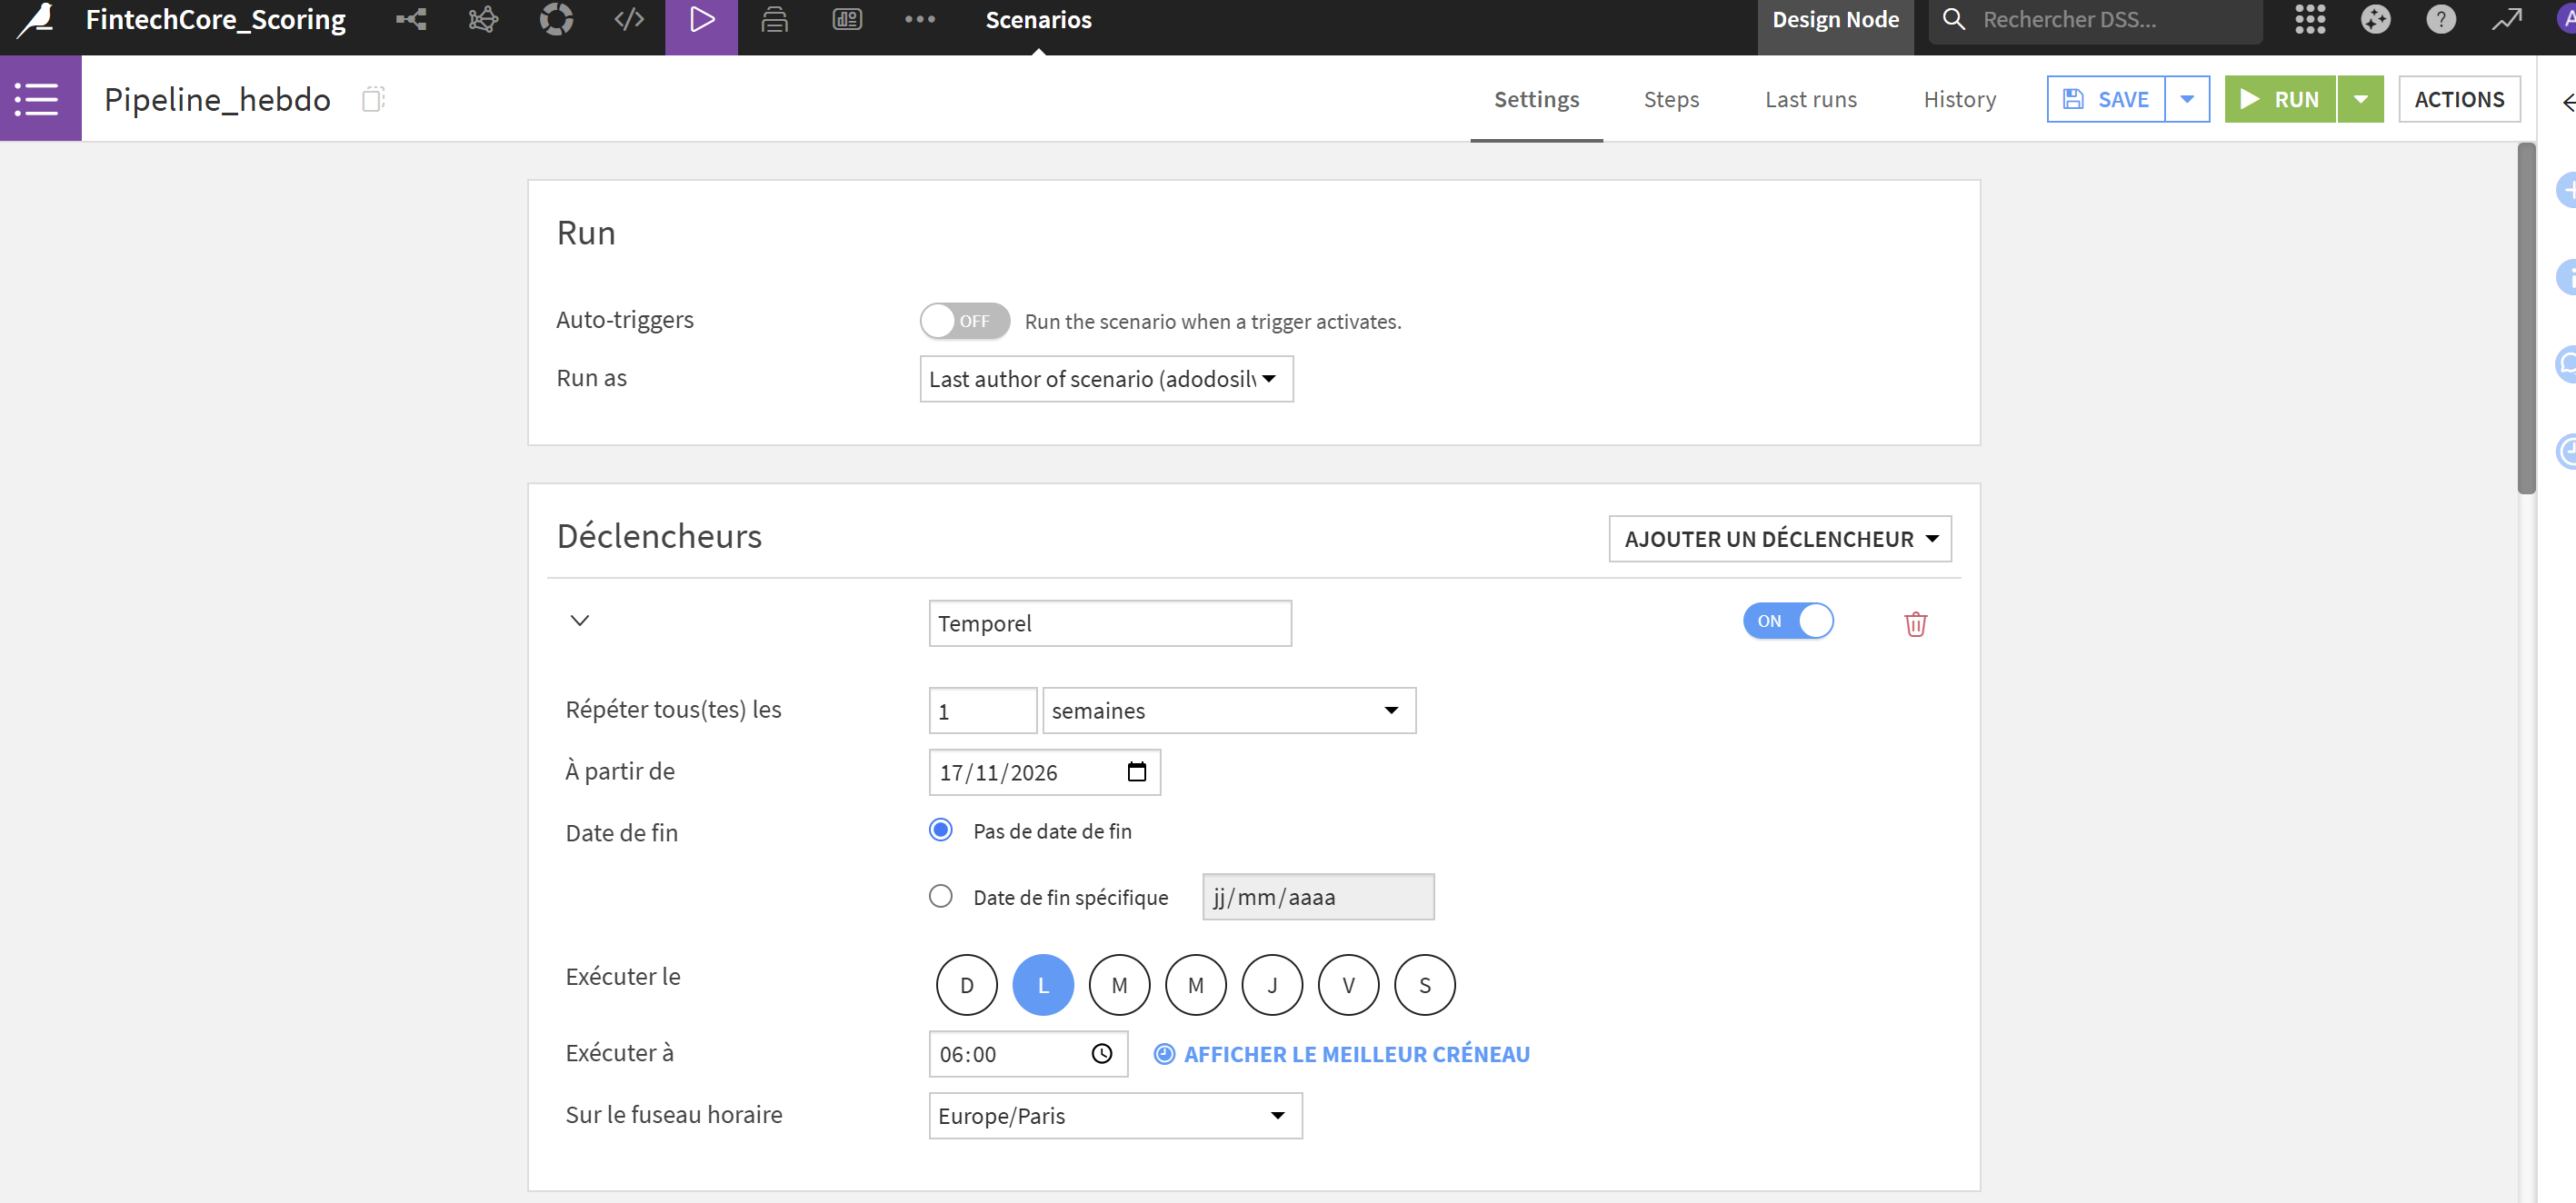 FintechCore_Scoring
Scenarios
Design Node
Rechercher DSS...
Pipeline_hebdo
Settings
Steps
Last runs
History
SAVE
RUN
ACTIONS
Run
Auto-triggers
OFF
Run the scenario when a trigger activates.
Run as
Last author of scenario (adodosilv
Déclencheurs
AJOUTER UN DÉCLENCHEUR
Temporel
ON
Répéter tous(tes) les
1
semaines
À partir de
17/11/2026
Date de fin
Pas de date de fin
Date de fin spécifique
jj/mm/aaaa
Exécuter le
D L M M J V S
Exécuter à
06:00
AFFICHER LE MEILLEUR CRÉNEAU
Sur le fuseau horaire
Europe/Paris